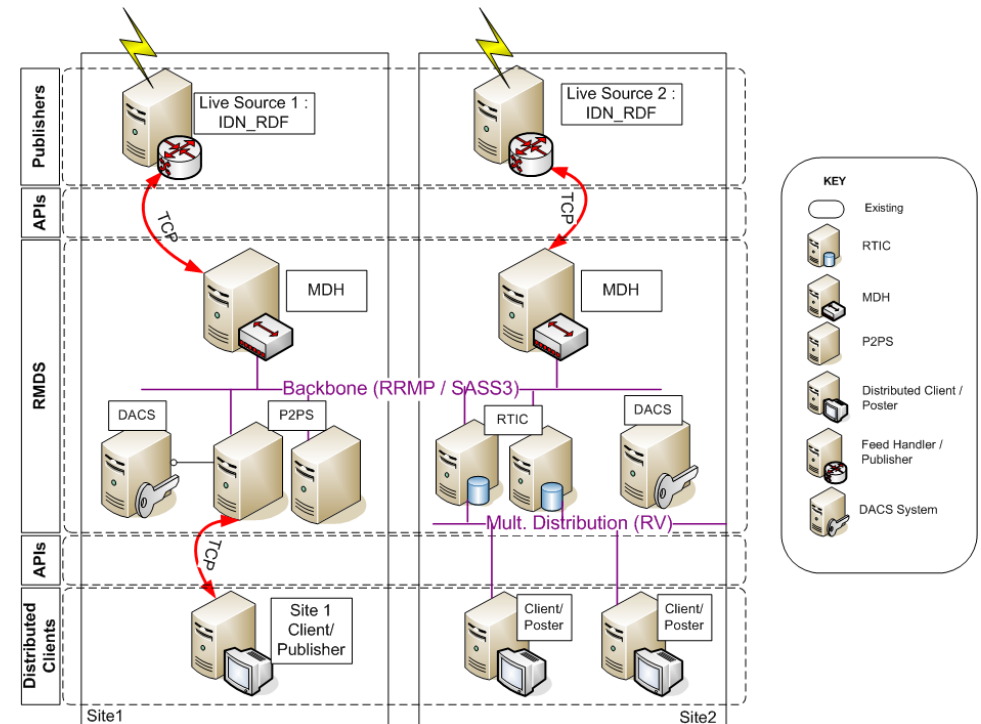 Publishers
Live Source 1 :
IDN_RDF
Live Source 2 :
IDN_RDF
APIs
TCP
TCP
RMDS
MDH
MDH
Backbone (RRMP / SASS3)
DACS
P2PS
RTIC
DACS
Mult. Distribution (RV)
APIs
TCP
Distributed
Clients
Site 1
Client/
Publisher
Client/
Poster
Client/
Poster
Site1
Site2
KEY
Existing
RTIC
MDH
P2PS
Distributed Client /
Poster
Feed Handler /
Publisher
DACS System